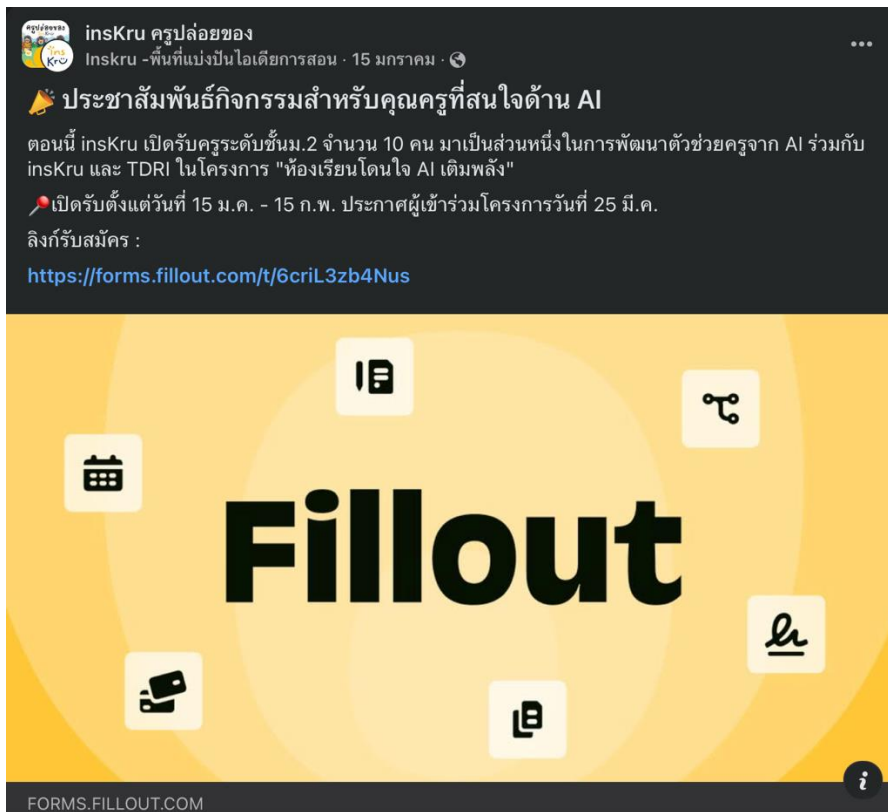 insKru ครูปล่อยของ
Inskru -พื้นที่แบ่งปันไอเดียการสอน · 15 มกราคม ·
ประชาสัมพันธ์กิจกรรมสำหรับคุณครูที่สนใจด้าน AI
ตอนนี้ insKru เปิดรับครูระดับชั้นม.2 จำนวน 10 คน มาเป็นส่วนหนึ่งในการพัฒนาตัวช่วยครูจาก AI ร่วมกับ
insKru และ TDRI ในโครงการ "ห้องเรียนโดนใจ AI เติมพลัง"
เปิดรับตั้งแต่วันที่ 15 ม.ค. - 15 ก.พ. ประกาศผู้เข้าร่วมโครงการวันที่ 25 มี.ค.
ลิงก์รับสมัคร :
https://forms.fillout.com/t/6criL3zb4Nus
Fillout
FORMS.FILLOUT.COM